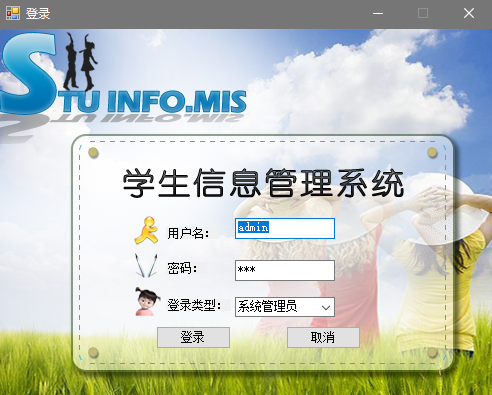 登录
STU INFO.MIS
学生信息管理系统
用户名: admin
密码: ***
登录类型: 系统管理员
登录 取消